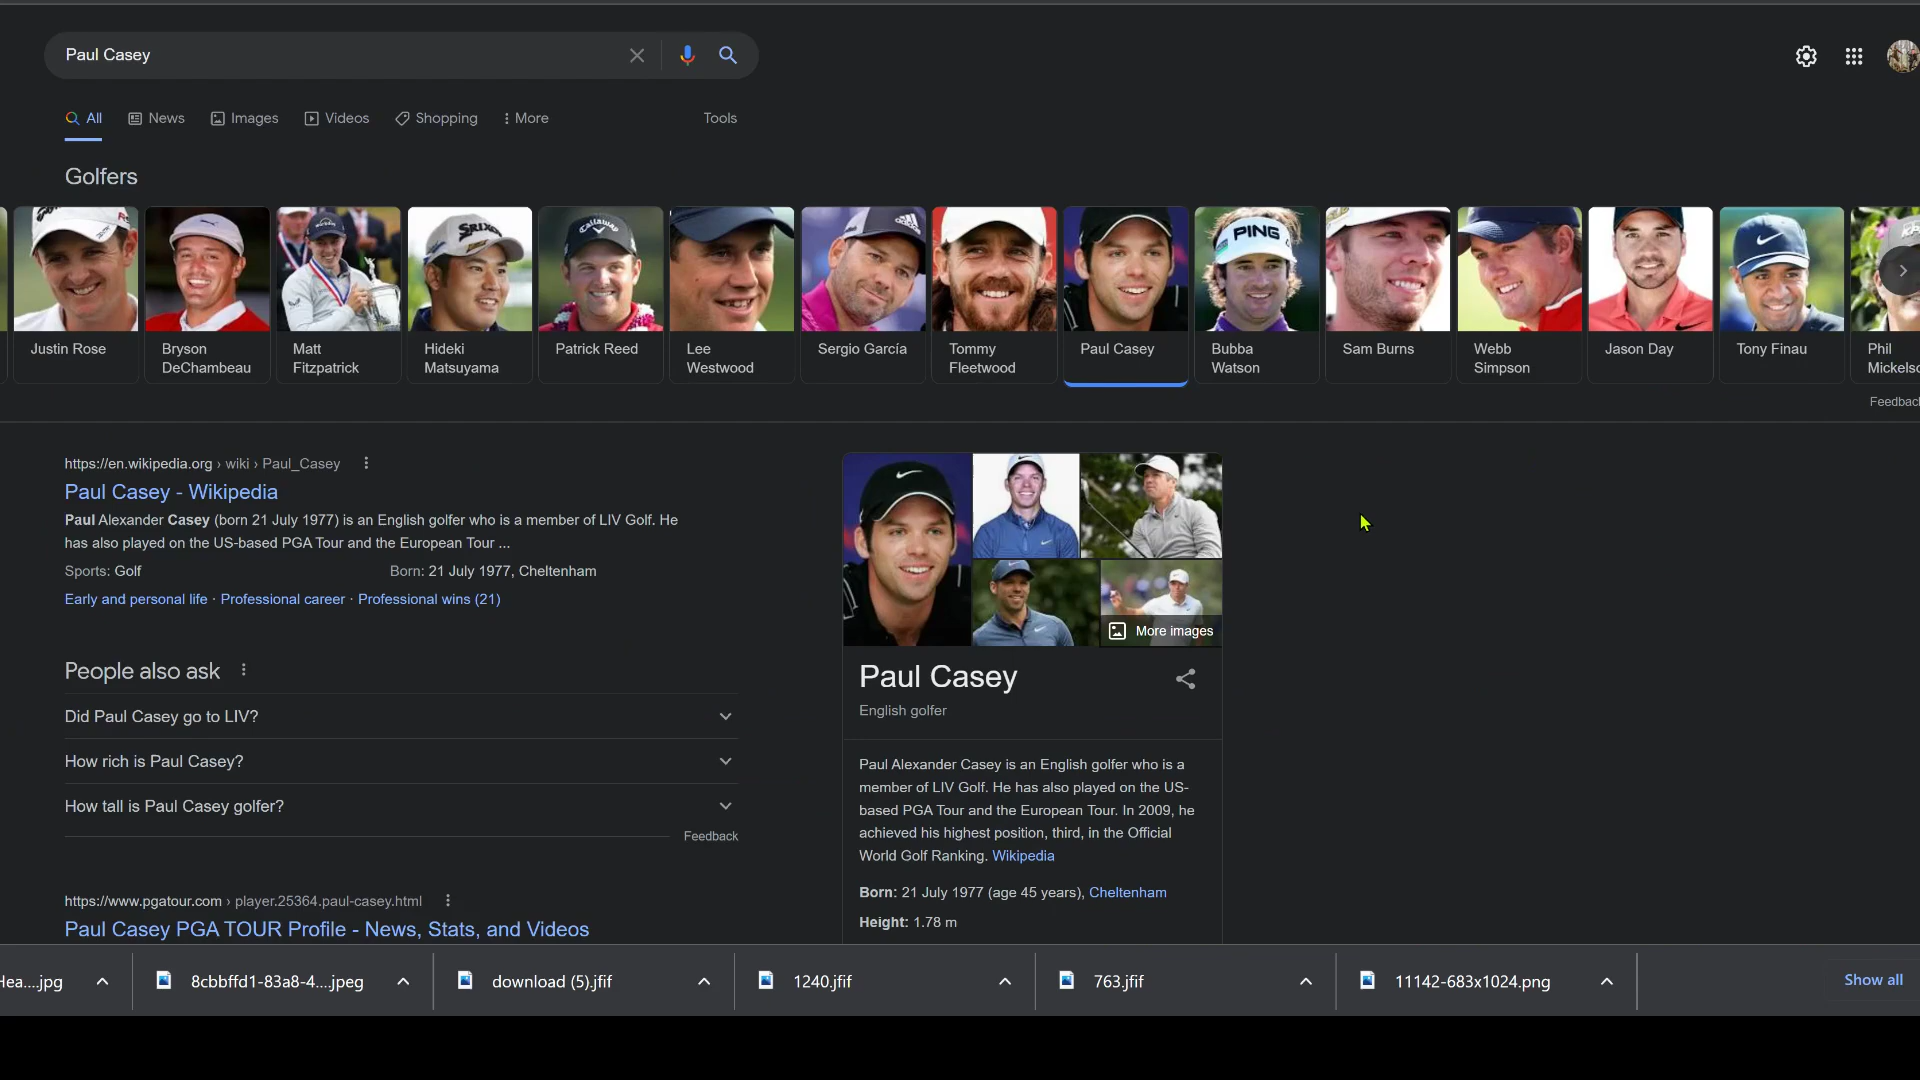 Paul Casey
All
News
Images
Videos
Shopping
More
Tools
Golfers
SRIXON
Callaway
adidas
PING
Justin Rose
Bryson
DeChambeau
Matt
Fitzpatrick
Hideki
Matsuyama
Patrick Reed
Lee
Westwood
Sergio García
Tommy
Fleetwood
Paul Casey
Bubba
Watson
Sam Burns
Webb
Simpson
Jason Day
Tony Finau
Phil
Mickelso
Feedback
https://en.wikipedia.org › wiki › Paul_Casey
Paul Casey - Wikipedia
Paul Alexander Casey (born 21 July 1977) is an English golfer who is a member of LIV Golf. He
has also played on the US-based PGA Tour and the European Tour ...
Sports: Golf
Born: 21 July 1977, Cheltenham
Early and personal life · Professional career · Professional wins (21)
People also ask
Did Paul Casey go to LIV?
How rich is Paul Casey?
How tall is Paul Casey golfer?
Feedback
https://www.pgatour.com › player.25364.paul-casey.html
Paul Casey PGA TOUR Profile - News, Stats, and Videos
More images
Paul Casey
English golfer
Paul Alexander Casey is an English golfer who is a
member of LIV Golf. He has also played on the US-
based PGA Tour and the European Tour. In 2009, he
achieved his highest position, third, in the Official
World Golf Ranking. Wikipedia
Born: 21 July 1977 (age 45 years), Cheltenham
Height: 1.78 m
Hea....jpg
8cbbffd1-83a8-4....jpeg
download (5).jfif
1240.jfif
763.jfif
11142-683x1024.png
Show all